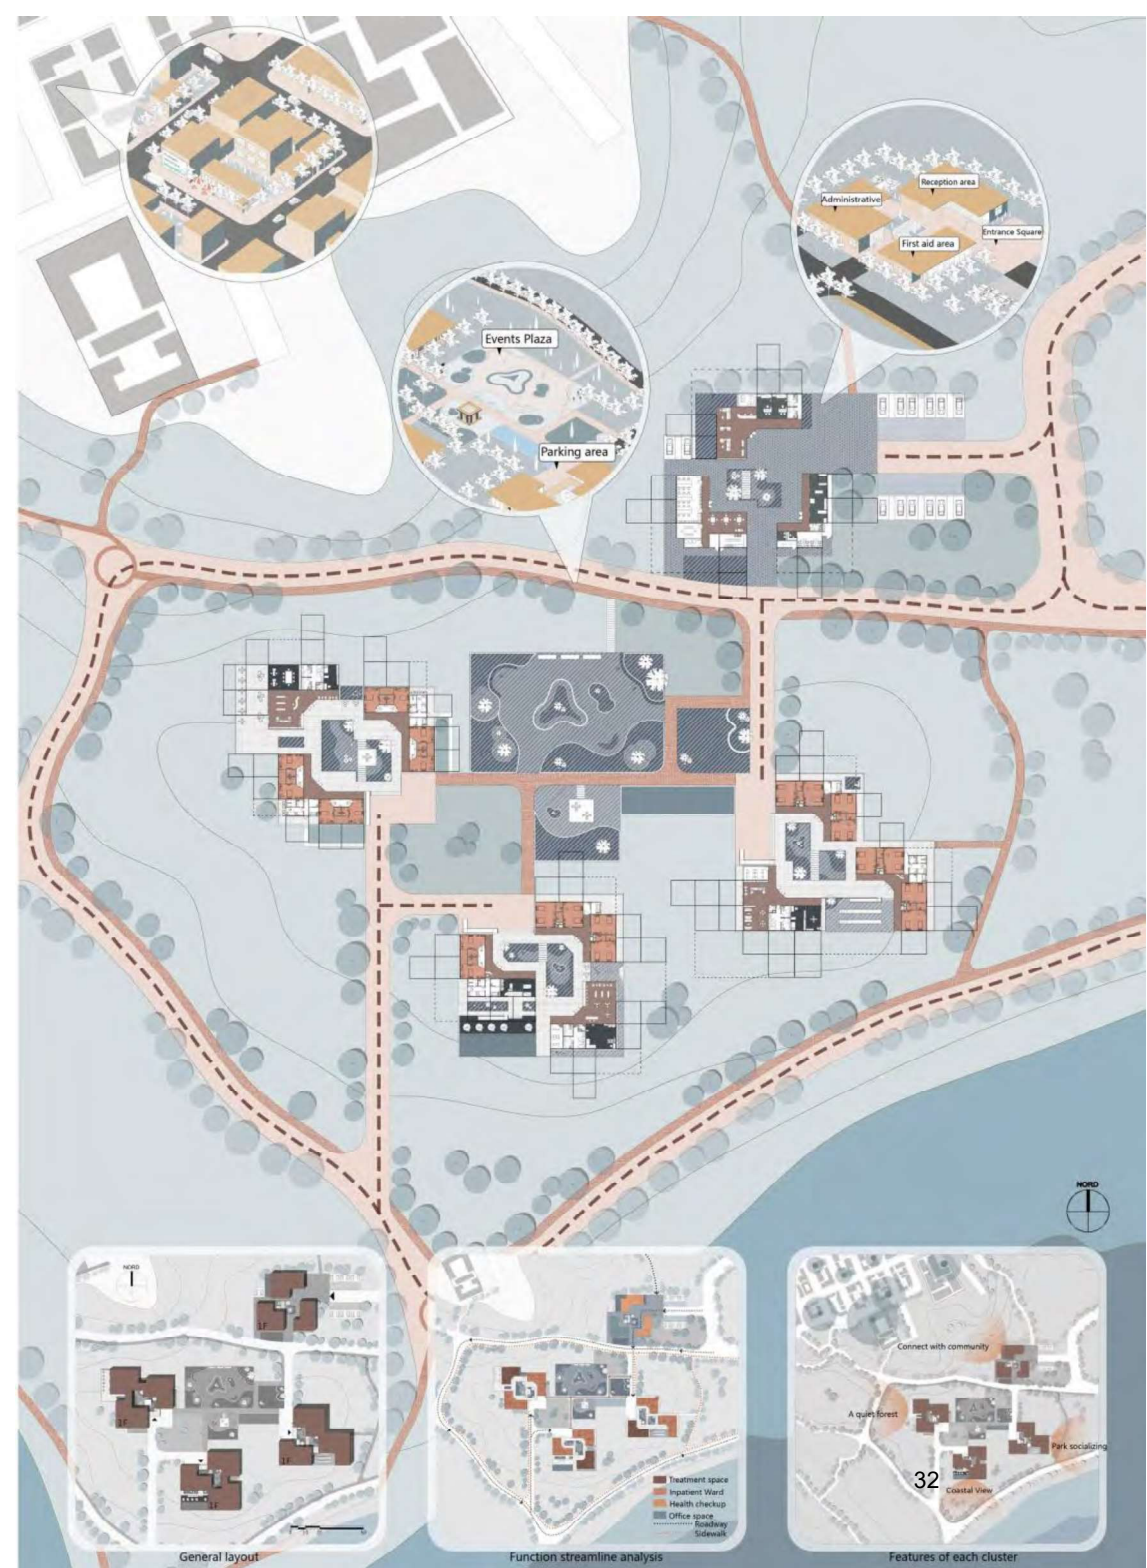 Reception area
Administrative
Entrance Square
First aid area
Events Plaza
Parking area
NORD
NORD
1F
1F
1F
1F
General layout
Treatment space
Inpatient Ward
Health checkup
Office space
Roadway
Sidewalk
Function streamline analysis
Connect with community
A quiet forest
Park socializing
32
Coastal View
Features of each cluster